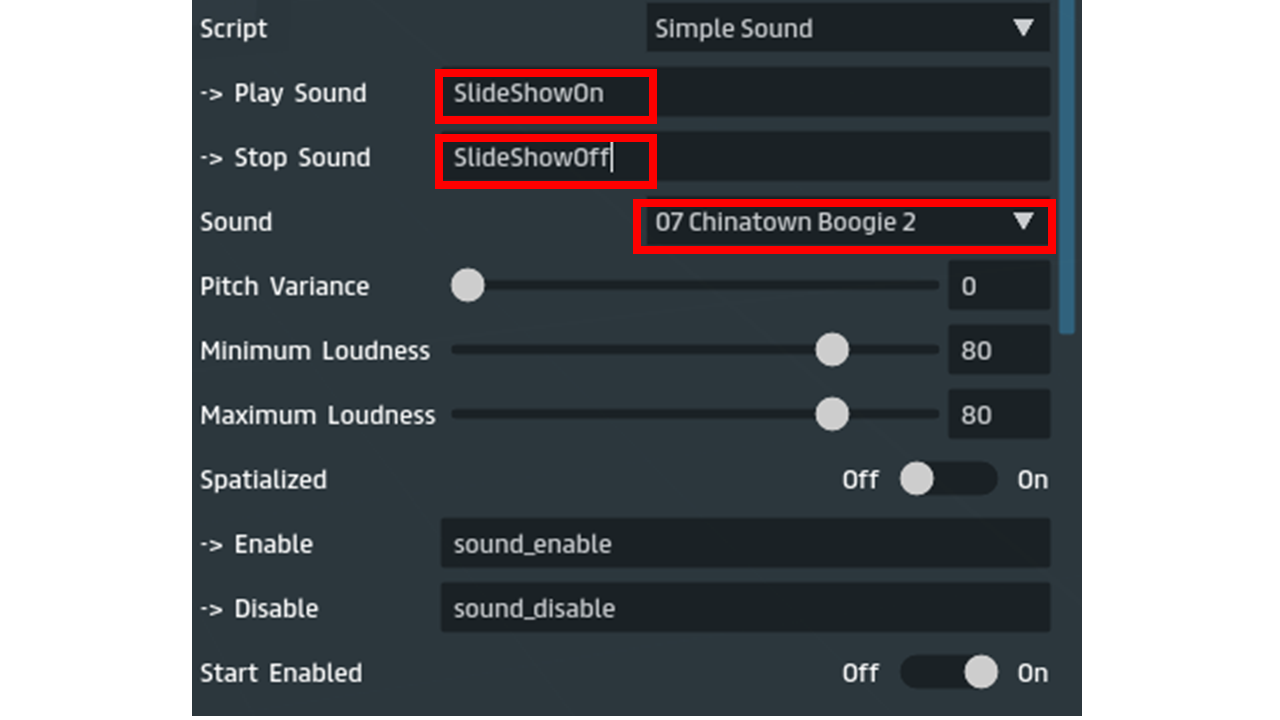 Script Simple Sound
-> Play Sound SlideShowOn
-> Stop Sound SlideShowOff
Sound 07 Chinatown Boogie 2
Pitch Variance 0
Minimum Loudness 80
Maximum Loudness 80
Spatialized Off On
-> Enable sound_enable
-> Disable sound_disable
Start Enabled Off On